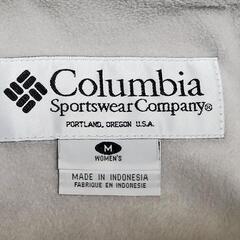 Columbia
Sportswear Company®
PORTLAND, OREGON U.S.A.
M
WOMEN'S
MADE IN INDONESIA
FABRIQUE EN INDONESIE